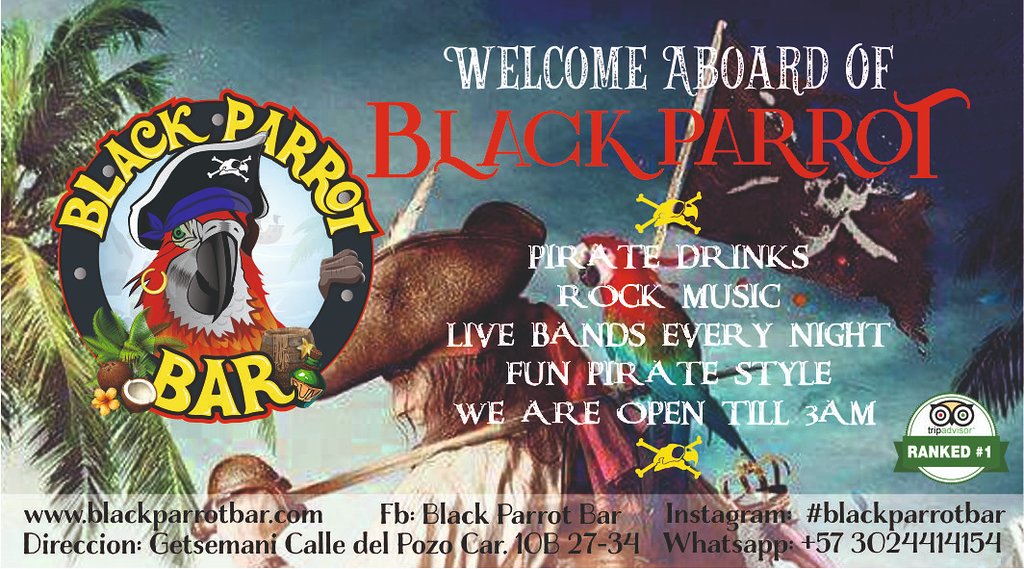 BLACK PARROT
BAR
WELCOME ABOARD OF
BLACK PARROT
PIRATE DRINKS
ROCK MUSIC
LIVE BANDS EVERY NIGHT
FUN PIRATE STYLE
WE ARE OPEN TILL 3AM
tripadvisor
RANKED #1
www.blackparrotbar.com Fb: Black Parrot Bar Instagram: #blackparrotbar
Direccion: Getsemani Calle del Pozo Car. 10B 27-34 Whatsapp: +57 3024414154